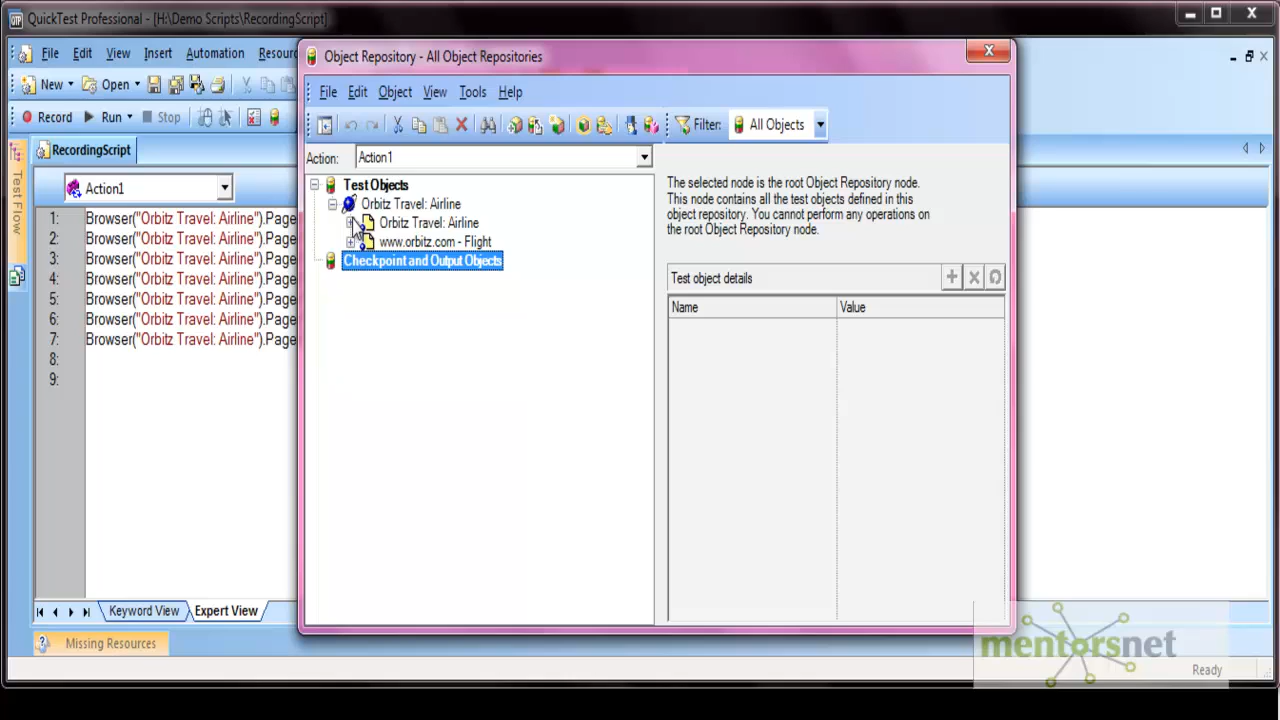 QuickTest Professional - [H:\Demo Scripts\RecordingScript]
File Edit View Insert Automation Resour
New Open
Record Run Stop
RecordingScript
Test Flow
Action1
1: Browser("Orbitz Travel: Airline").Page
2: Browser("Orbitz Travel: Airline").Page
3: Browser("Orbitz Travel: Airline").Page
4: Browser("Orbitz Travel: Airline").Page
5: Browser("Orbitz Travel: Airline").Page
6: Browser("Orbitz Travel: Airline").Page
7: Browser("Orbitz Travel: Airline").Page
8:
9:
Keyword View Expert View
Missing Resources
Ready
Object Repository - All Object Repositories
File Edit Object View Tools Help
Filter: All Objects
Action: Action1
Test Objects
Orbitz Travel: Airline
Orbitz Travel: Airline
www.orbitz.com - Flight
Checkpoint and Output Objects
The selected node is the root Object Repository node.
This node contains all the test objects defined in this
object repository. You cannot perform any operations on
the root Object Repository node.
Test object details
Name Value
mentorsnet